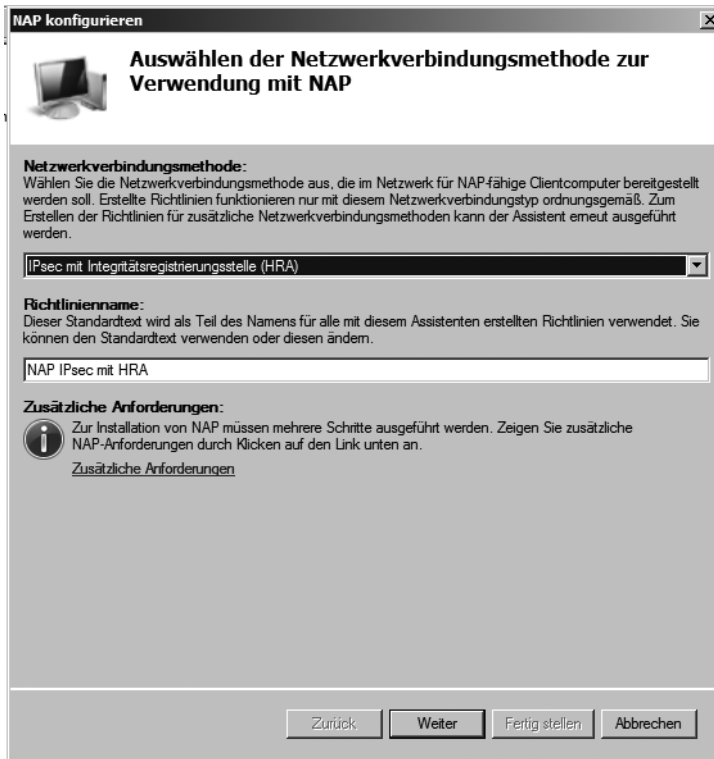 NAP konfigurieren
Auswählen der Netzwerkverbindungsmethode zur
Verwendung mit NAP
Netzwerkverbindungsmethode:
Wählen Sie die Netzwerkverbindungsmethode aus, die im Netzwerk für NAP-fähige Clientcomputer bereitgestellt
werden soll. Erstellte Richtlinien funktionieren nur mit diesem Netzwerkverbindungstyp ordnungsgemäß. Zum
Erstellen der Richtlinien für zusätzliche Netzwerkverbindungsmethoden kann der Assistent erneut ausgeführt
werden.
IPsec mit Integritätsregistrierungsstelle (HRA)
Richtlinienname:
Dieser Standardtext wird als Teil des Namens für alle mit diesem Assistenten erstellten Richtlinien verwendet. Sie
können den Standardtext verwenden oder diesen ändern.
NAP IPsec mit HRA
Zusätzliche Anforderungen:
Zur Installation von NAP müssen mehrere Schritte ausgeführt werden. Zeigen Sie zusätzliche
NAP-Anforderungen durch Klicken auf den Link unten an.
Zusätzliche Anforderungen
Zurück Weiter Fertig stellen Abbrechen